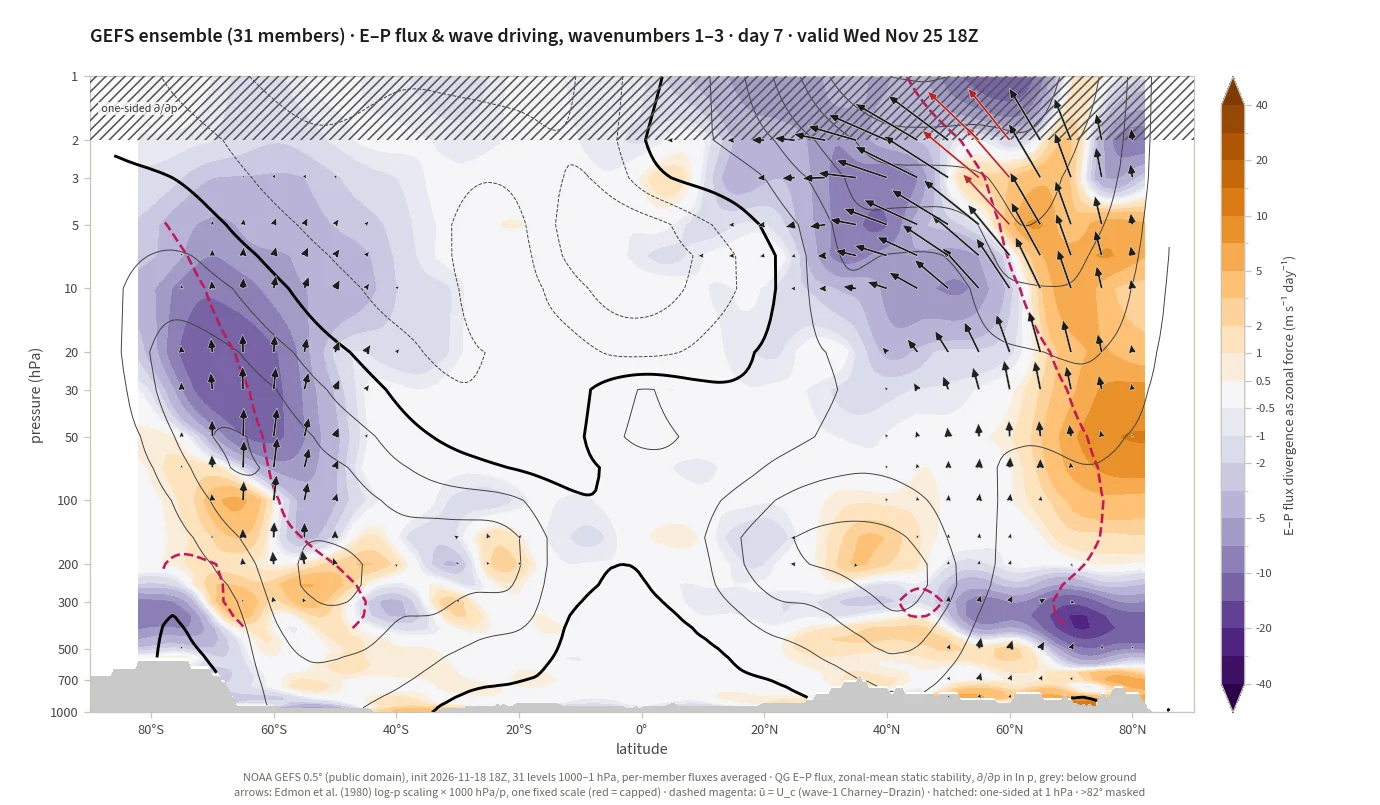 GEFS ensemble (31 members) · E–P flux & wave driving, wavenumbers 1–3 · day 7 · valid Wed Nov 25 18Z
one-sided ∂/∂p
1
2
3
5
10
20
30
50
100
200
300
500
700
1000
pressure (hPa)
80°S
60°S
40°S
20°S
0°
20°N
40°N
60°N
80°N
latitude
40
20
10
5
2
1
0.5
-0.5
-1
-2
-5
-10
-20
-40
E–P flux divergence as zonal force (m s⁻¹ day⁻¹)
NOAA GEFS 0.5° (public domain), init 2026-11-18 18Z, 31 levels 1000–1 hPa, per-member fluxes averaged · QG E–P flux, zonal-mean static stability, ∂/∂p in ln p, grey: below ground
arrows: Edmon et al. (1980) log-p scaling × 1000 hPa/p, one fixed scale (red = capped) · dashed magenta: ū = U_c (wave-1 Charney–Drazin) · hatched: one-sided at 1 hPa · >82° masked